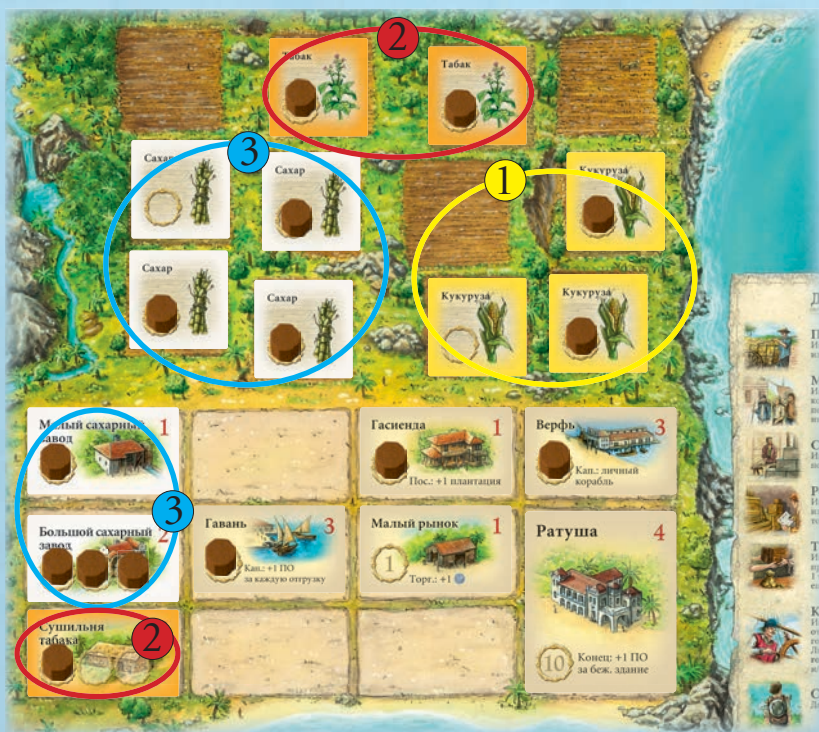 2
Табак
Табак
3
Сахар
Сахар
1
Кукуруза
Сахар
Сахар
Кукуруза
Кукуруза
Малый сахарный
завод
1
Гасиенда
1
Пос.: +1 плантация
Верфь
3
Кап.: личный
корабль
3
Большой сахарный
завод
2
Гавань
3
Кап.: +1 ПО
за каждую отгрузку
Малый рынок
1
1
Торг.: +1
Ратуша
4
10
Конец: +1 ПО
за беж. здание
Сушильня
табака
2